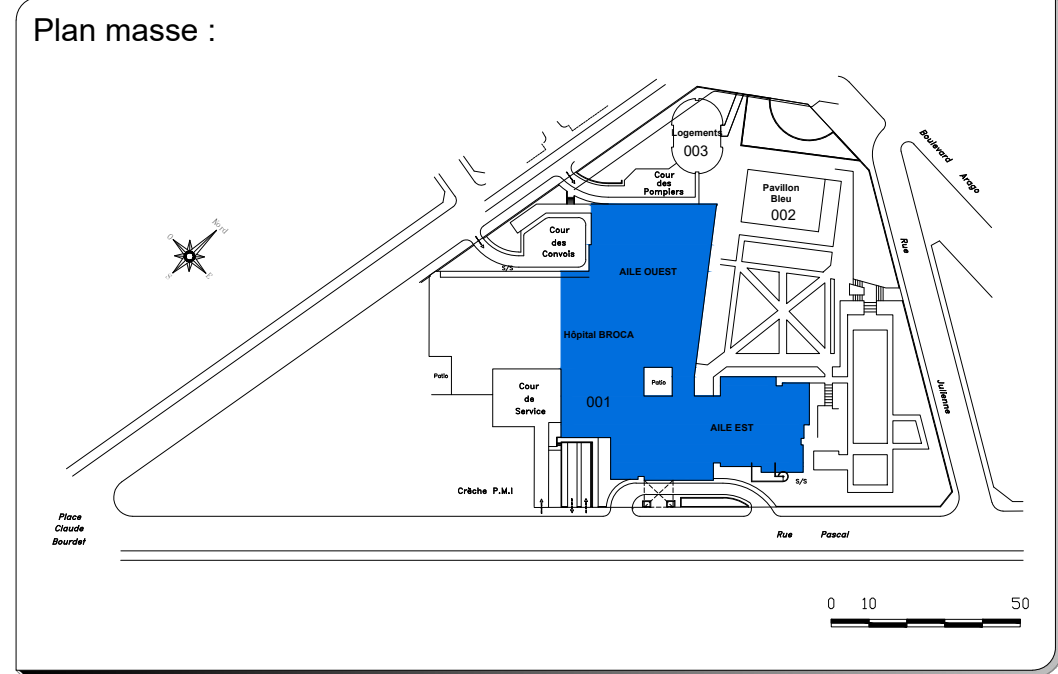 Plan masse :
Logements
003
Boulevard
Arago
Cour
des
Pompiers
Pavillon
Bleu
002
Nord
O
S
E
Cour
des
Convois
S/S
AILE OUEST
Rue
Hôpital BROCA
Patio
Patio
Cour
de
Service
001
Julienne
AILE EST
Crèche P.M.I
S/S
Place
Claude
Bourdet
Rue Pascal
0 10 50